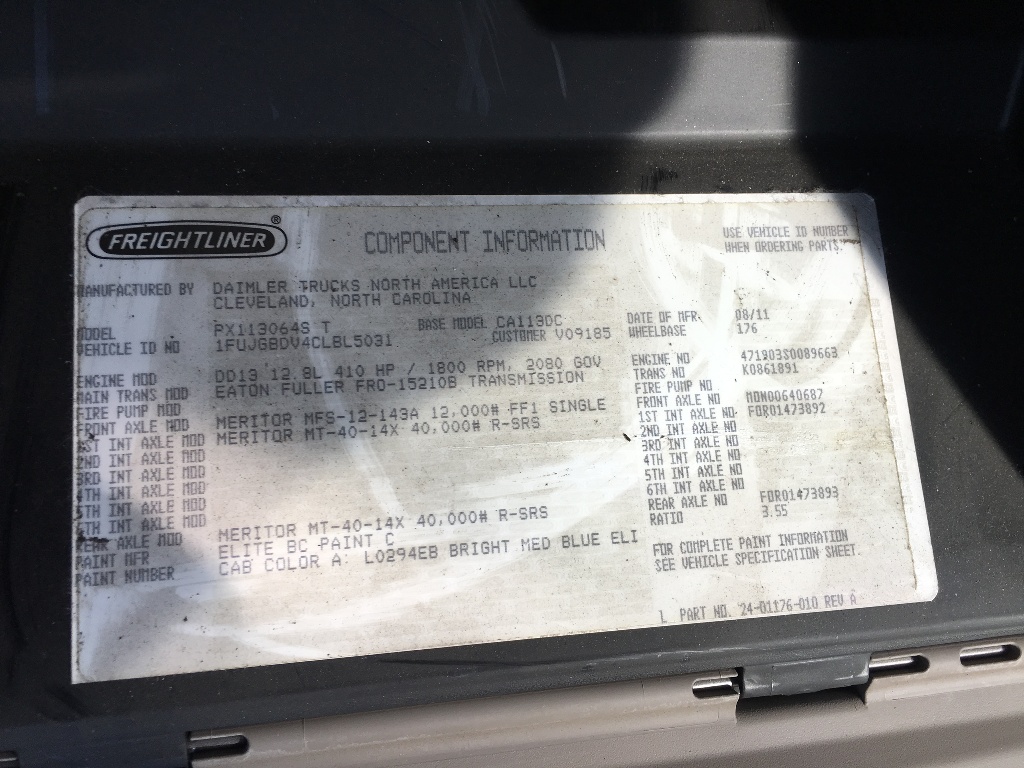 FREIGHTLINER®
COMPONENT INFORMATION
USE VEHICLE ID NUMBER
WHEN ORDERING PARTS.
MANUFACTURED BY DAIMLER TRUCKS NORTH AMERICA LLC
CLEVELAND, NORTH CAROLINA
MODEL PX113064S T BASE MODEL CA113DC
VEHICLE ID NO 1FUJGBDV4CLBL5031 CUSTOMER V09185
DATE OF MFR. 08/11
WHEELBASE 176
ENGINE MOD DD13 12.8L 410 HP / 1800 RPM, 2080 GOV
MAIN TRANS MOD EATON FULLER FRO-15210B TRANSMISSION
FIRE PUMP MOD
FRONT AXLE MOD MERITOR MFS-12-143A 12,000# FF1 SINGLE
1ST INT AXLE MOD MERITOR MT-40-14X 40,000# R-SRS
2ND INT AXLE MOD
3RD INT AXLE MOD
4TH INT AXLE MOD
5TH INT AXLE MOD
6TH INT AXLE MOD
REAR AXLE MOD MERITOR MT-40-14X 40,000# R-SRS
PAINT MFR ELITE BC PAINT C
PAINT NUMBER CAB COLOR A: L0294EB BRIGHT MED BLUE ELI
ENGINE NO 471903S0089663
TRANS NO K0861891
FIRE PUMP NO
FRONT AXLE NO MDN00640687
1ST INT AXLE NO. FOR01473892
2ND INT AXLE NO
3RD INT AXLE NO
4TH INT AXLE NO
5TH INT AXLE NO
6TH INT AXLE NO
REAR AXLE NO FOR01473893
RATIO 3.55
FOR COMPLETE PAINT INFORMATION
SEE VEHICLE SPECIFICATION SHEET.
1 PART NO. 24-01176-010 REV A